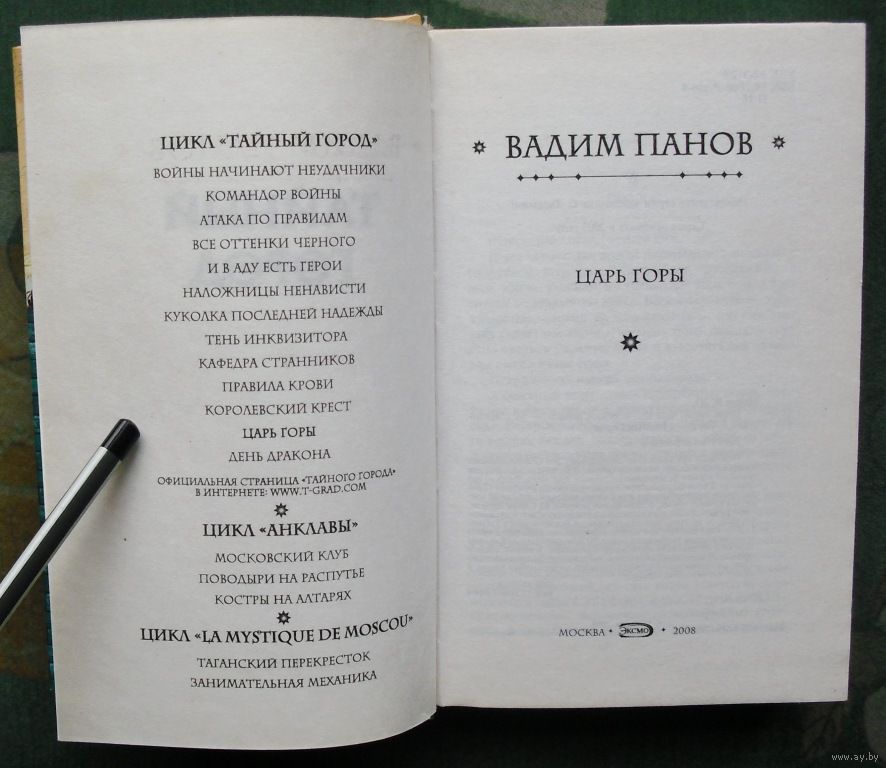 ЦИКЛ «ТАЙНЫЙ ГОРОД»
ВОЙНЫ НАЧИНАЮТ НЕУДАЧНИКИ
КОМАНДОР ВОЙНЫ
АТАКА ПО ПРАВИЛАМ
ВСЕ ОТТЕНКИ ЧЕРНОГО
И В АДУ ЕСТЬ ГЕРОИ
НАЛОЖНИЦЫ НЕНАВИСТИ
КУКОЛКА ПОСЛЕДНЕЙ НАДЕЖДЫ
ТЕНЬ ИНКВИЗИТОРА
КАФЕДРА СТРАННИКОВ
ПРАВИЛА КРОВИ
КОРОЛЕВСКИЙ КРЕСТ
ЦАРЬ ГОРЫ
ДЕНЬ ДРАКОНА
ОФИЦИАЛЬНАЯ СТРАНИЦА «ТАЙНОГО ГОРОДА»
В ИНТЕРНЕТЕ: WWW.T-GRAD.COM
ЦИКЛ «АНКЛАВЫ»
МОСКОВСКИЙ КЛУБ
ПОВОДЫРИ НА РАСПУТЬЕ
КОСТРЫ НА АЛТАРЯХ
ЦИКЛ «LA MYSTIQUE DE MOSCOU»
ТАГАНСКИЙ ПЕРЕКРЕСТОК
ЗАНИМАТЕЛЬНАЯ МЕХАНИКА
ВАДИМ ПАНОВ
ЦАРЬ ГОРЫ
МОСКВА ЭКСМО 2008
www.ay.by